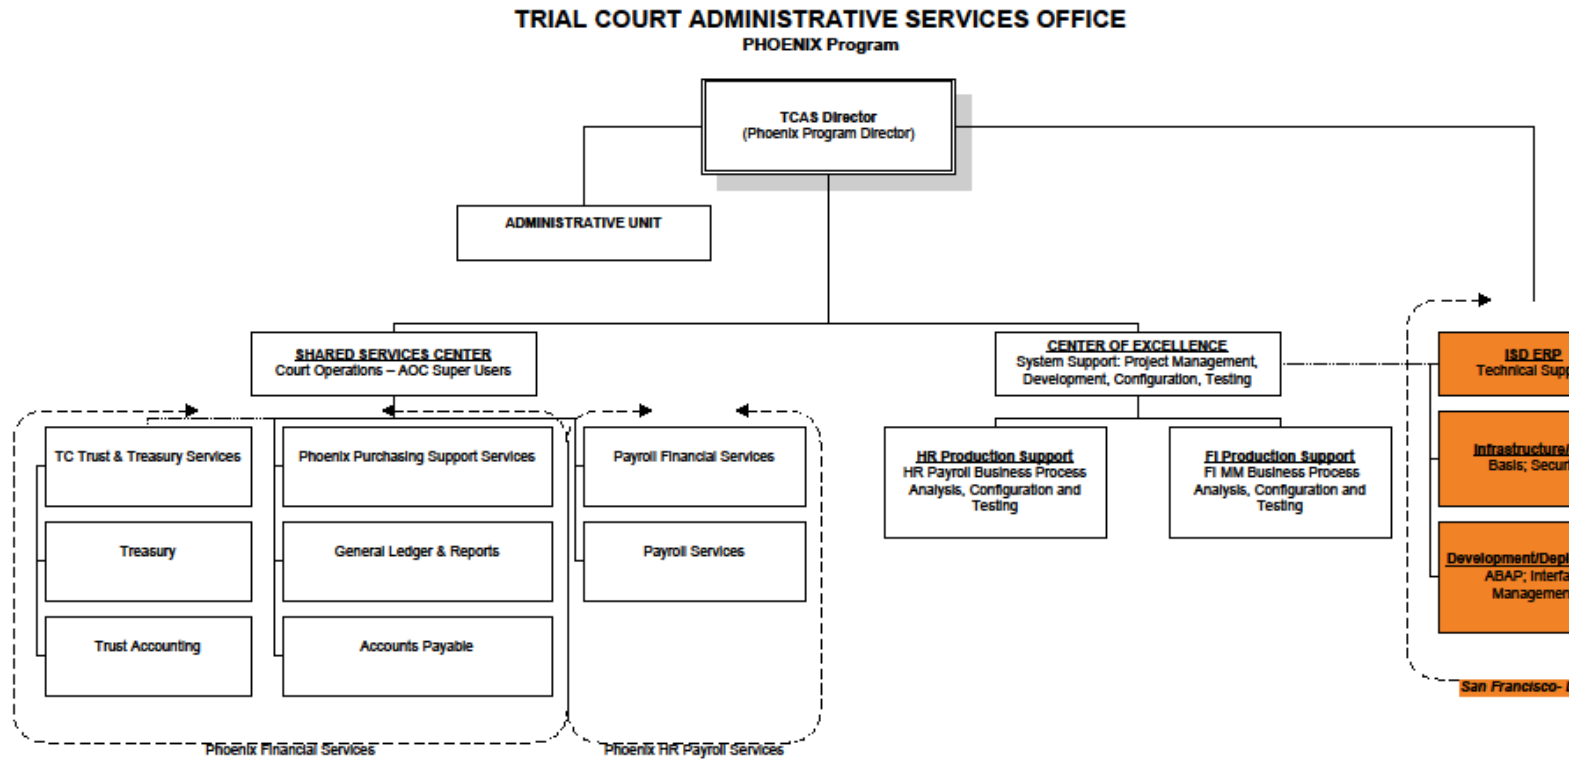 TRIAL COURT ADMINISTRATIVE SERVICES OFFICE
PHOENIX Program
TCAS Director
(Phoenix Program Director)
ADMINISTRATIVE UNIT
SHARED SERVICES CENTER
Court Operations – AOC Super Users
CENTER OF EXCELLENCE
System Support: Project Management,
Development, Configuration, Testing
ISD ERP
Technical
TC Trust & Treasury Services
Treasury
Trust Accounting
Phoenix Purchasing Support Services
General Ledger & Reports
Accounts Payable
Payroll Financial Services
Payroll Services
HR Production Support
HR Payroll Business Process
Analysis, Configuration and
Testing
FI Production Support
FI MM Business Process
Analysis, Configuration and
Testing
Infrastructure/
Basis;
Development/
ABAP;
Phoenix Financial Services
Phoenix HR Payroll Services
San Francisco-